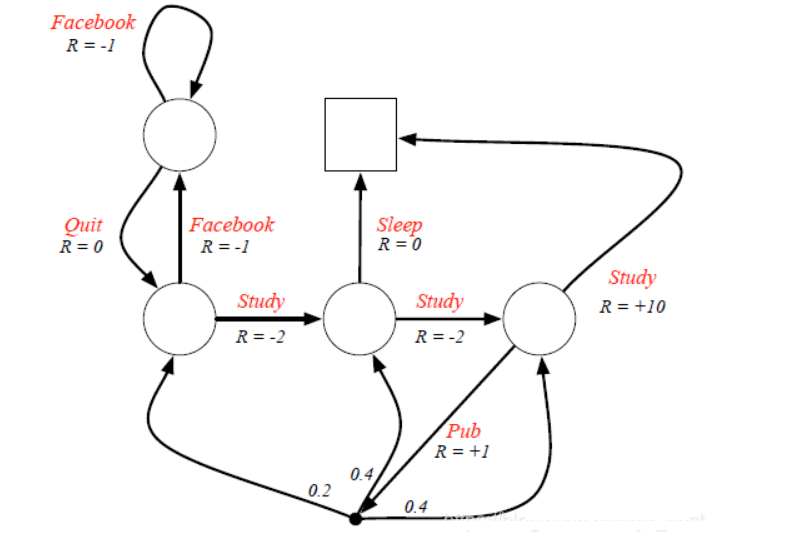 Facebook
R = -1
Quit
R = 0
Facebook
R = -1
Sleep
R = 0
Study
R = -2
Study
R = -2
Study
R = +10
Pub
R = +1
0.2
0.4
0.4